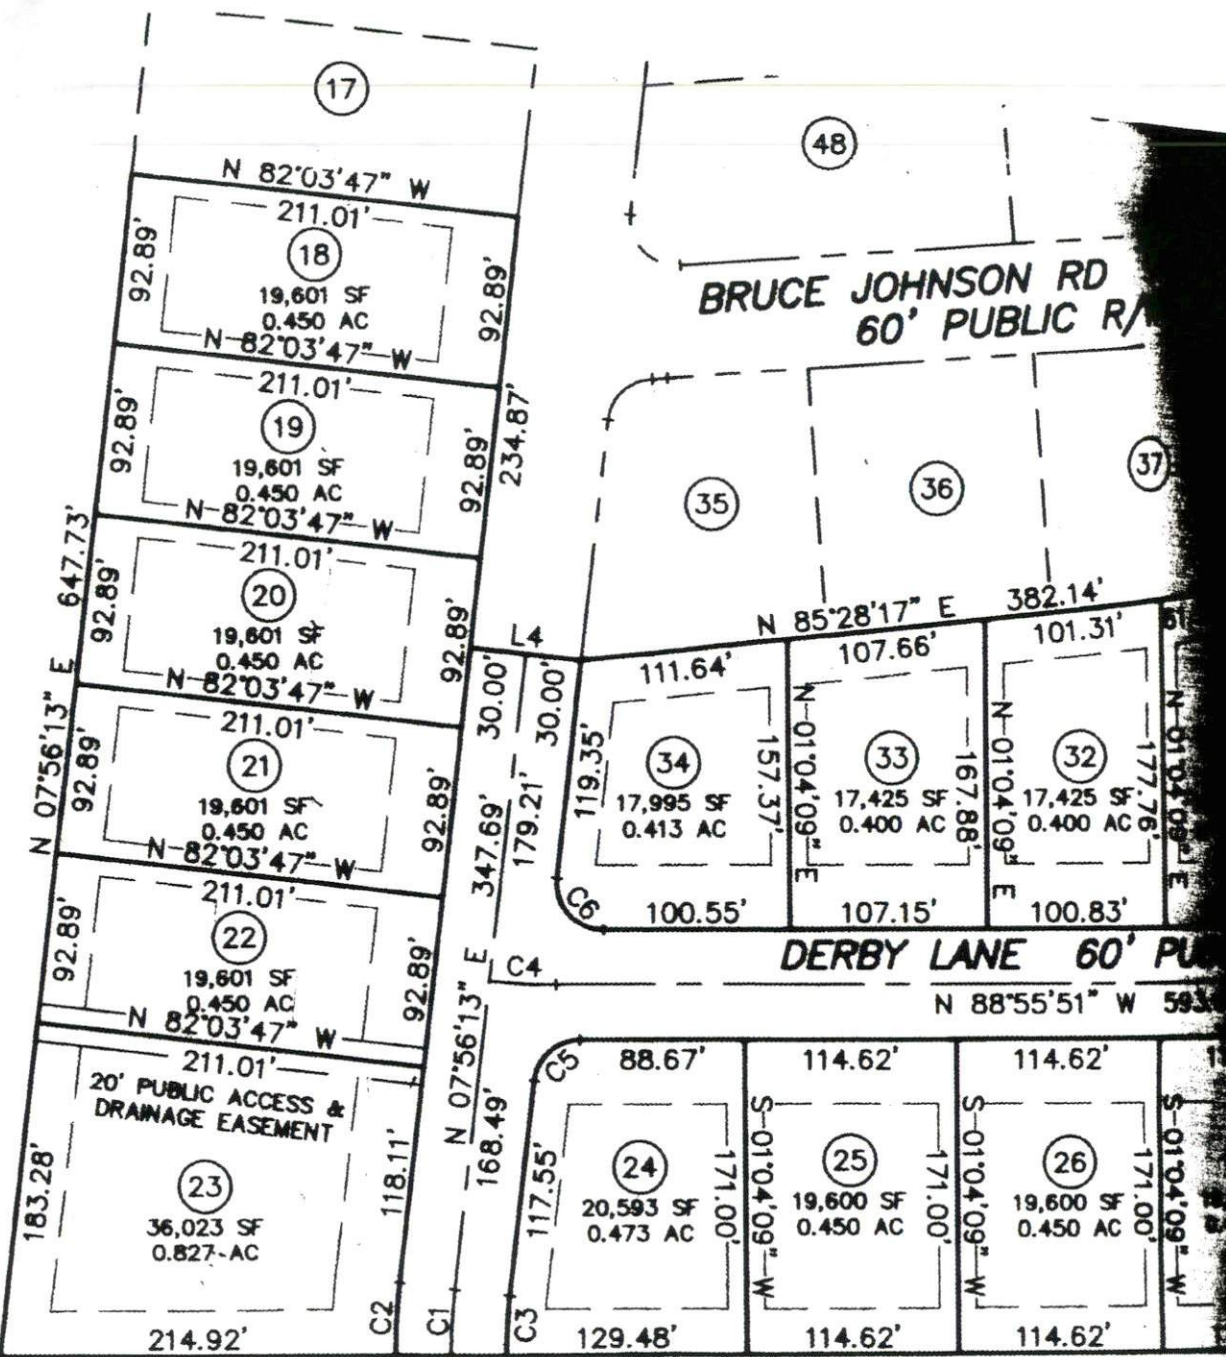 17
N 82°03'47" W
211.01'
18
19,601 SF
0.450 AC
92.89'
92.89'
N 82°03'47" W
211.01'
19
19,601 SF
0.450 AC
92.89'
92.89'
234.87'
N 82°03'47" W
211.01'
20
19,601 SF
0.450 AC
92.89'
92.89'
N 82°03'47" W
211.01'
21
19,601 SF
0.450 AC
92.89'
92.89'
N 82°03'47" W
211.01'
22
19,601 SF
0.450 AC
92.89'
92.89'
N 82°03'47" W
211.01'
20' PUBLIC ACCESS &
DRAINAGE EASEMENT
23
36,023 SF
0.827 AC
183.28'
118.11'
214.92'
N 07°56'13" E 647.73'
48
BRUCE JOHNSON RD
60' PUBLIC R/
35
36
37
N 85°28'17" E 382.14'
L4
30.00'
30.00'
347.69'
179.21'
N 07°56'13" E
168.49'
C1
C2
C3
C4
C5
C6
111.64'
119.35'
34
17,995 SF
0.413 AC
157.37'
100.55'
N 01°04'09" E
107.66'
33
17,425 SF
0.400 AC
167.88'
107.15'
N 01°04'09" E
101.31'
32
17,425 SF
0.400 AC
177.76'
100.83'
N 01°04'09" E
DERBY LANE 60'
N 88°55'51" W
88.67'
117.55'
24
20,593 SF
0.473 AC
171.00'
129.48'
S 01°04'09" W
114.62'
25
19,600 SF
0.450 AC
171.00'
114.62'
S 01°04'09" W
114.62'
26
19,600 SF
0.450 AC
171.00'
114.62'
S 01°04'09" W